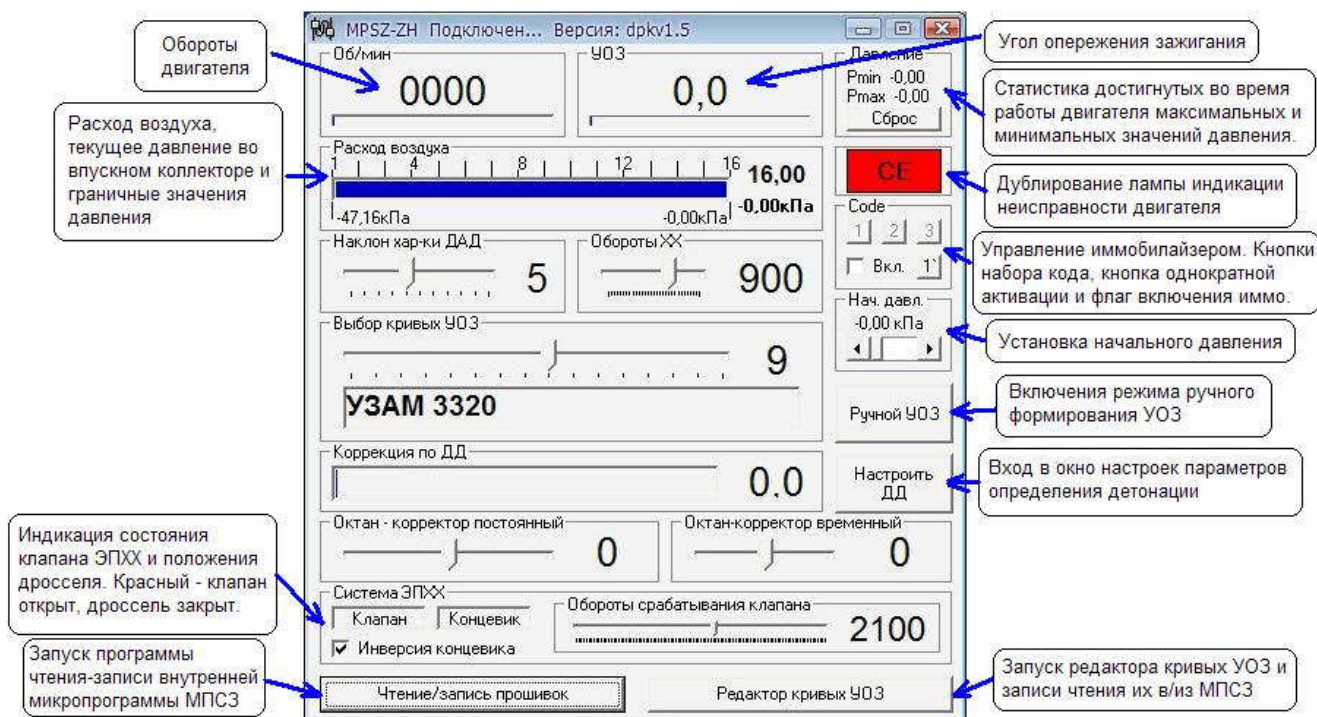 MPSZ-ZH Подключен... Версия: dpkv1.5
Обороты
двигателя
Об/мин
0000
УОЗ
0,0
Давление
Pmin -0,00
Pmax -0,00
Сброс
Угол опережения зажигания
Статистика достигнутых во время
работы двигателя максимальных и
минимальных значений давления.
Расход воздуха,
текущее давление во
впускном коллекторе и
граничные значения
давления
Расход воздуха
1 4 8 12 16
16,00
-47,16кПа -0,00кПа -0,00кПа
CE
Дублирование лампы индикации
неисправности двигателя
Code
1 2 3
Вкл. 1`
Управление иммобилайзером. Кнопки
набора кода, кнопка однократной
активации и флаг включения иммо.
Наклон хар-ки ДАД
5
Обороты ХХ
900
Нач. давл.
-0,00 кПа
Установка начального давления
Выбор кривых УОЗ
9
УЗАМ 3320
Ручной УОЗ
Включения режима ручного
формирования УОЗ
Коррекция по ДД
0.0
Настроить
ДД
Вход в окно настроек параметров
определения детонации
Октан - корректор постоянный
0
Октан-корректор временный
0
Индикация состояния
клапана ЭПХХ и положения
дросселя. Красный - клапан
открыт, дроссель закрыт.
Система ЭПХХ
Клапан Концевик
Инверсия концевика
Обороты срабатывания клапана
2100
Запуск программы
чтения-записи внутренней
микропрограммы МПСЗ
Чтение/запись прошивок
Редактор кривых УОЗ
Запуск редактора кривых УОЗ и
записи чтения их в/из МПСЗ